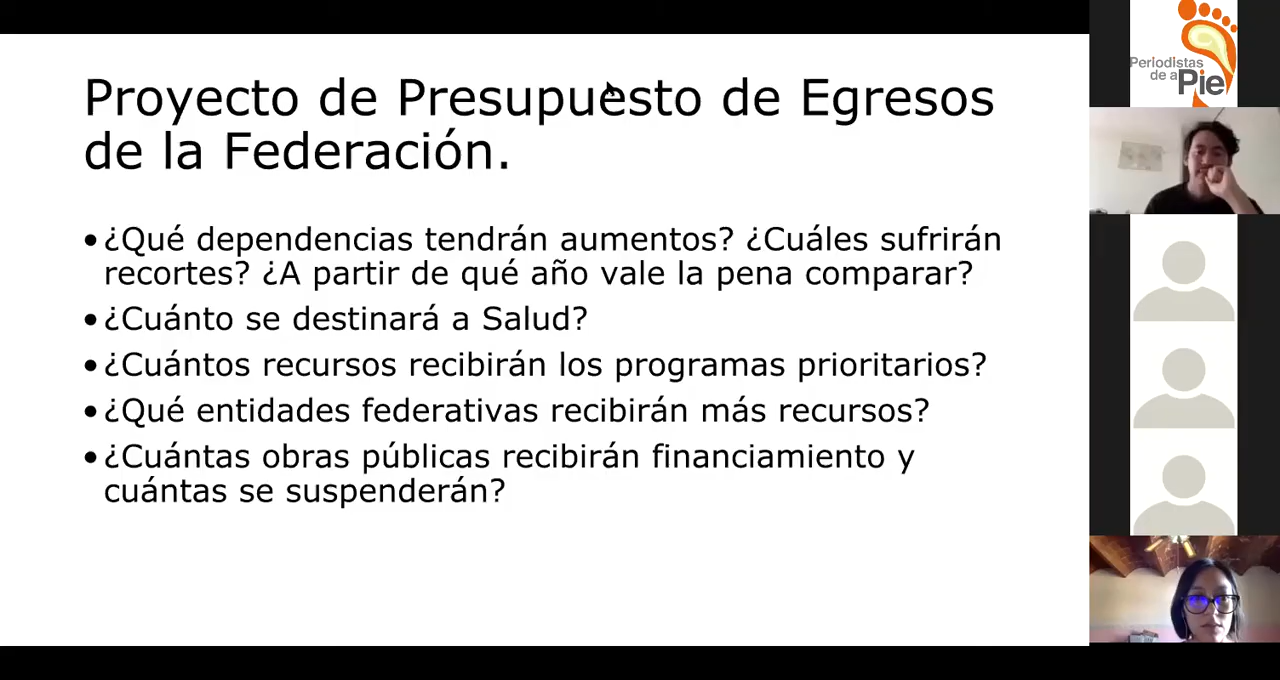 Proyecto de Presupuesto de Egresos
de la Federación.
•¿Qué dependencias tendrán aumentos? ¿Cuáles sufrirán
recortes? ¿A partir de qué año vale la pena comparar?
•¿Cuánto se destinará a Salud?
•¿Cuántos recursos recibirán los programas prioritarios?
•¿Qué entidades federativas recibirán más recursos?
•¿Cuántas obras públicas recibirán financiamiento y
cuántas se suspenderán?
Periodistas
de a Pie